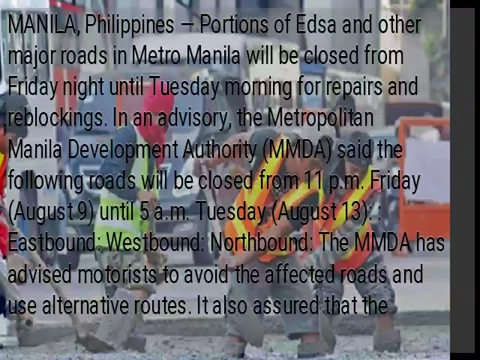 MANILA, Philippines — Portions of Edsa and other
major roads in Metro Manila will be closed from
Friday night until Tuesday morning for repairs and
reblockings. In an advisory, the Metropolitan
Manila Development Authority (MMDA) said the
following roads will be closed from 11 p.m. Friday
(August 9) until 5 a.m. Tuesday (August 13): :
Eastbound: Westbound: Northbound: The MMDA has
advised motorists to avoid the affected roads and
use alternative routes. It also assured that the